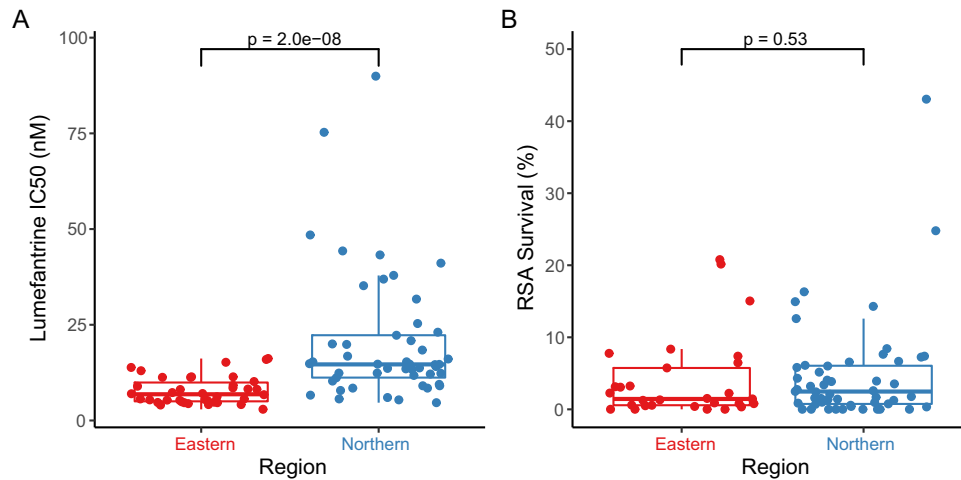 A
100
75
50
25
0
Lumefantrine IC50 (nM)
p = 2.0e−08
Eastern
Northern
Region
B
50
40
30
20
10
0
RSA Survival (%)
p = 0.53
Eastern
Northern
Region